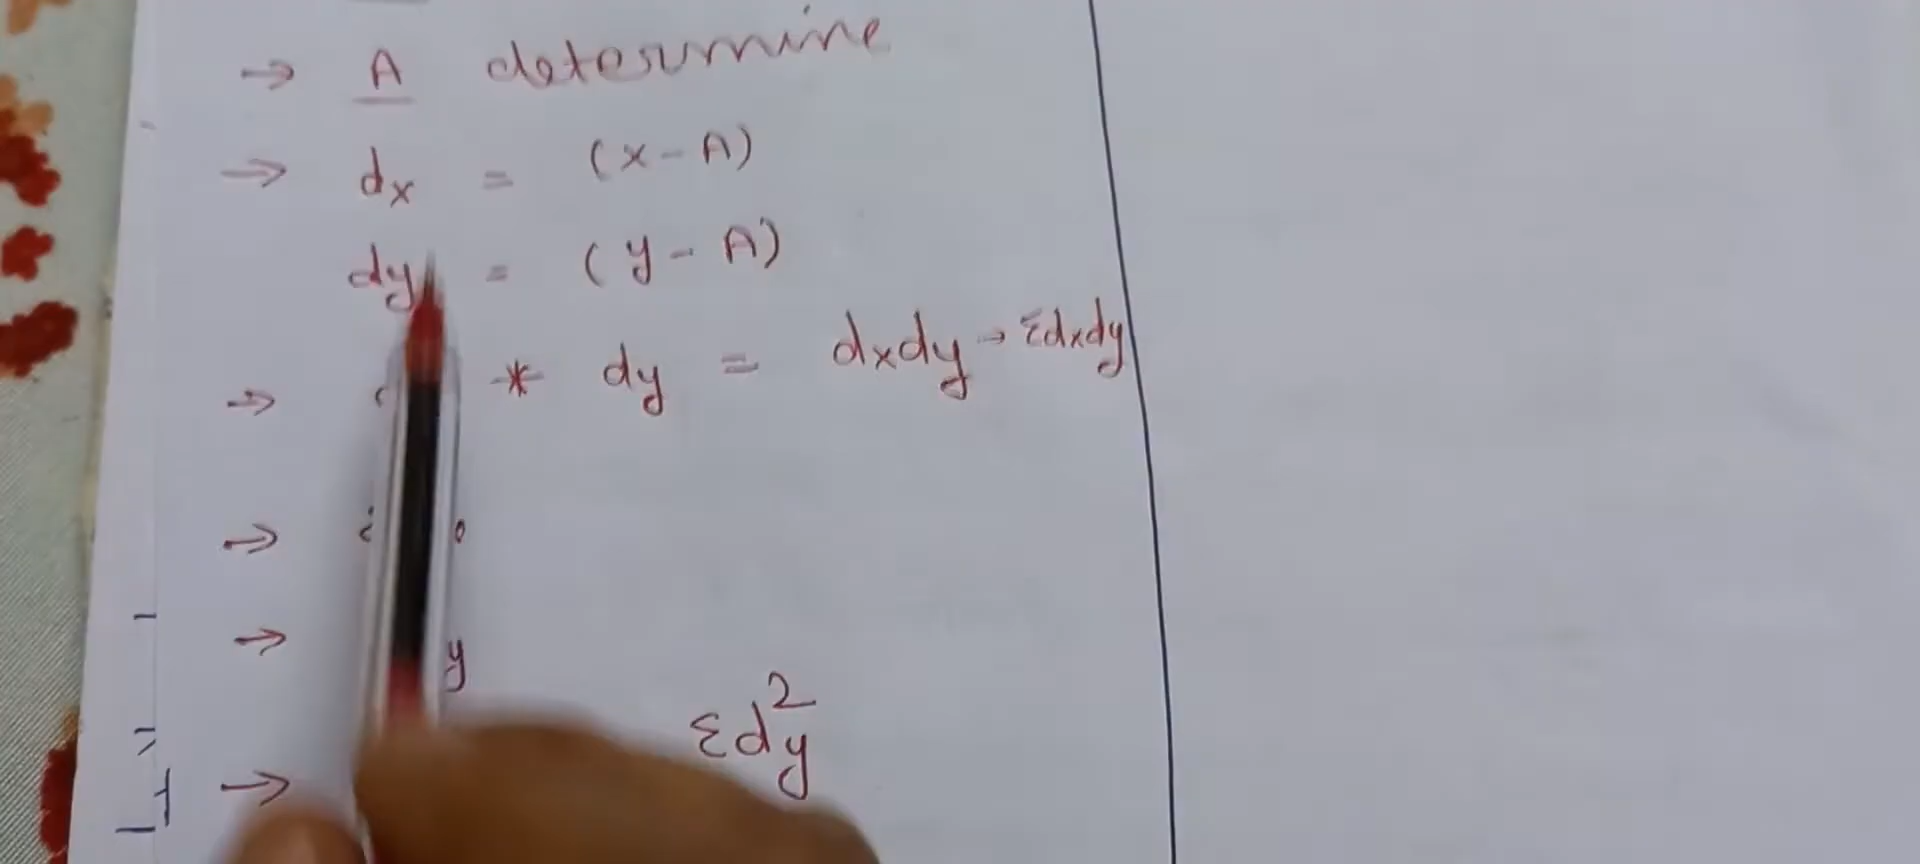 → A determine
→ dx = (x - A)
dy = (y - A)
→ * dy = dxdy → Σdxdy
→
→ y
→ Σd²y